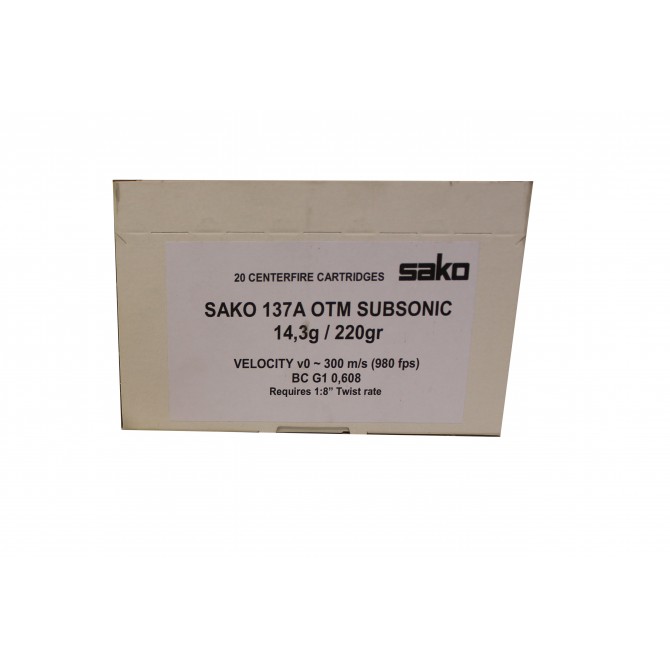 20 CENTERFIRE CARTRIDGES sako
SAKO 137A OTM SUBSONIC
14,3g / 220gr
VELOCITY v0 ~ 300 m/s (980 fps)
BC G1 0,608
Requires 1:8” Twist rate